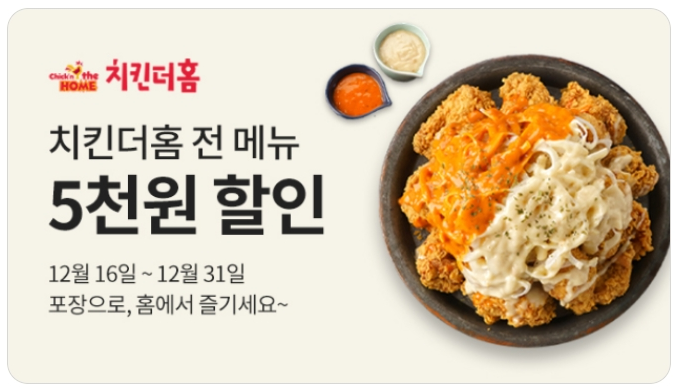 Chick'n the HOME 치킨더홈
치킨더홈 전 메뉴
5천원 할인
12월 16일 ~ 12월 31일
포장으로, 홈에서 즐기세요~